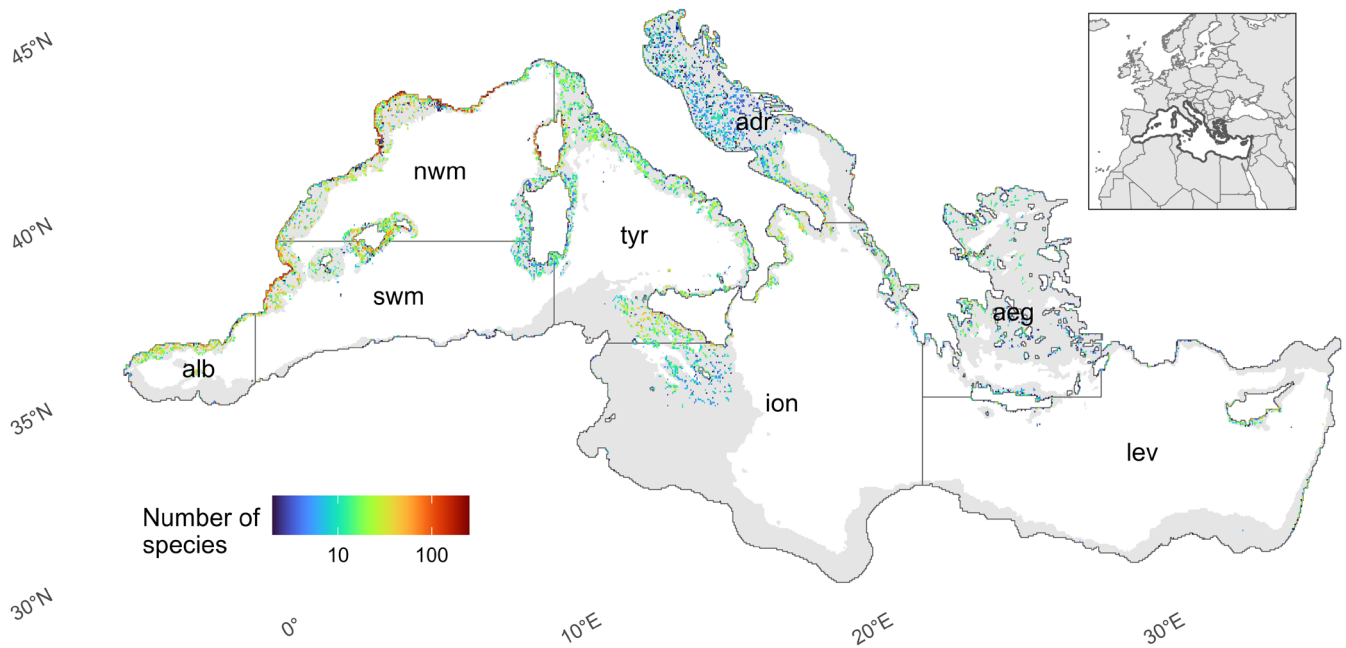 45°N
40°N
35°N
30°N
nwm
adr
tyr
swm
aeg
alb
ion
lev
Number of
species
10
100
0°
10°E
20°E
30°E